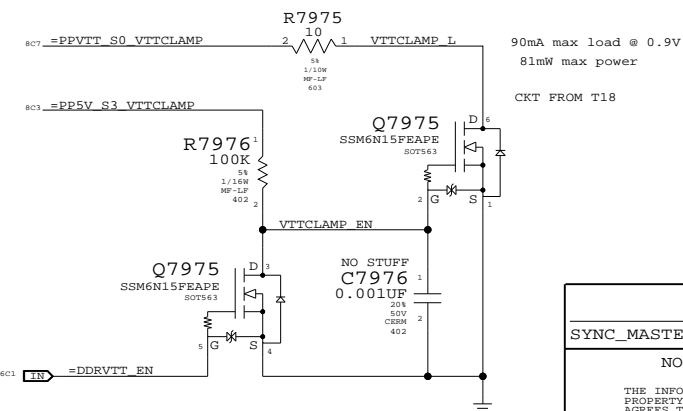 R7975
10
8C7 =PPVTT_S0_VTTCLAMP 2 1 VTTCLAMP_L
5%
1/10W
MF-LF
603
90mA max load @ 0.9V
81mW max power
CKT FROM T18
8C3 =PP5V_S3_VTTCLAMP
Q7975
SSM6N15FEAPE
SOT563
D 6
2 G S 1
R7976 1
100K
5%
1/16W
MF-LF
402
2
VTTCLAMP_EN
Q7975
SSM6N15FEAPE
SOT563
D 3
5 G S 4
NO STUFF
C7976 1
0.001UF
20%
50V
CERM
402
2
6C1 IN =DDRVTT_EN
SYNC_MASTE
NO
THE INFO
PROPERTY
AGREES T